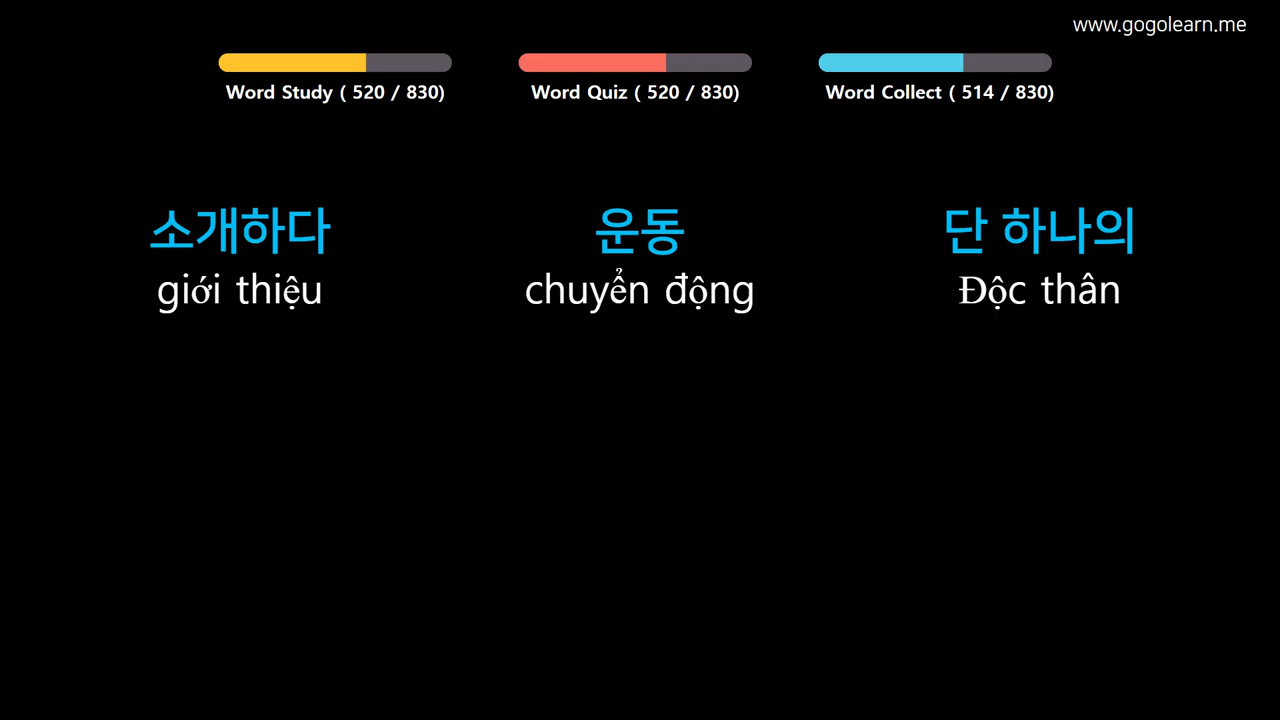 www.gogolearn.me
Word Study ( 520 / 830)
Word Quiz ( 520 / 830)
Word Collect ( 514 / 830)
소개하다
giới thiệu
운동
chuyển động
단 하나의
Độc thân